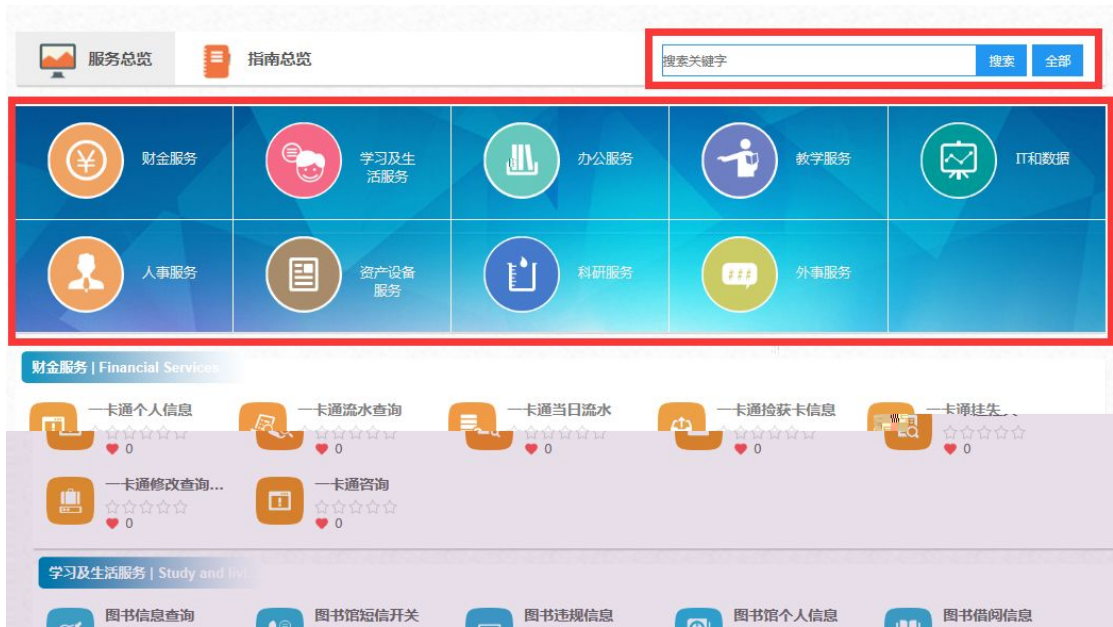 服务总览
指南总览
搜索关键字
搜索
全部
财金服务
学习及生
活服务
办公服务
教学服务
IT和数据
人事服务
资产设备
服务
科研服务
外事服务
财金服务 | Financial Services
一卡通个人信息
一卡通流水查询
一卡通当日流水
一卡通捡获卡信息
一卡通挂失
0
0
0
0
0
一卡通修改查询...
一卡通咨询
0
0
学习及生活服务 | Study and
图书信息查询
图书馆短信开关
图书违规信息
图书馆个人信息
图书借阅信息